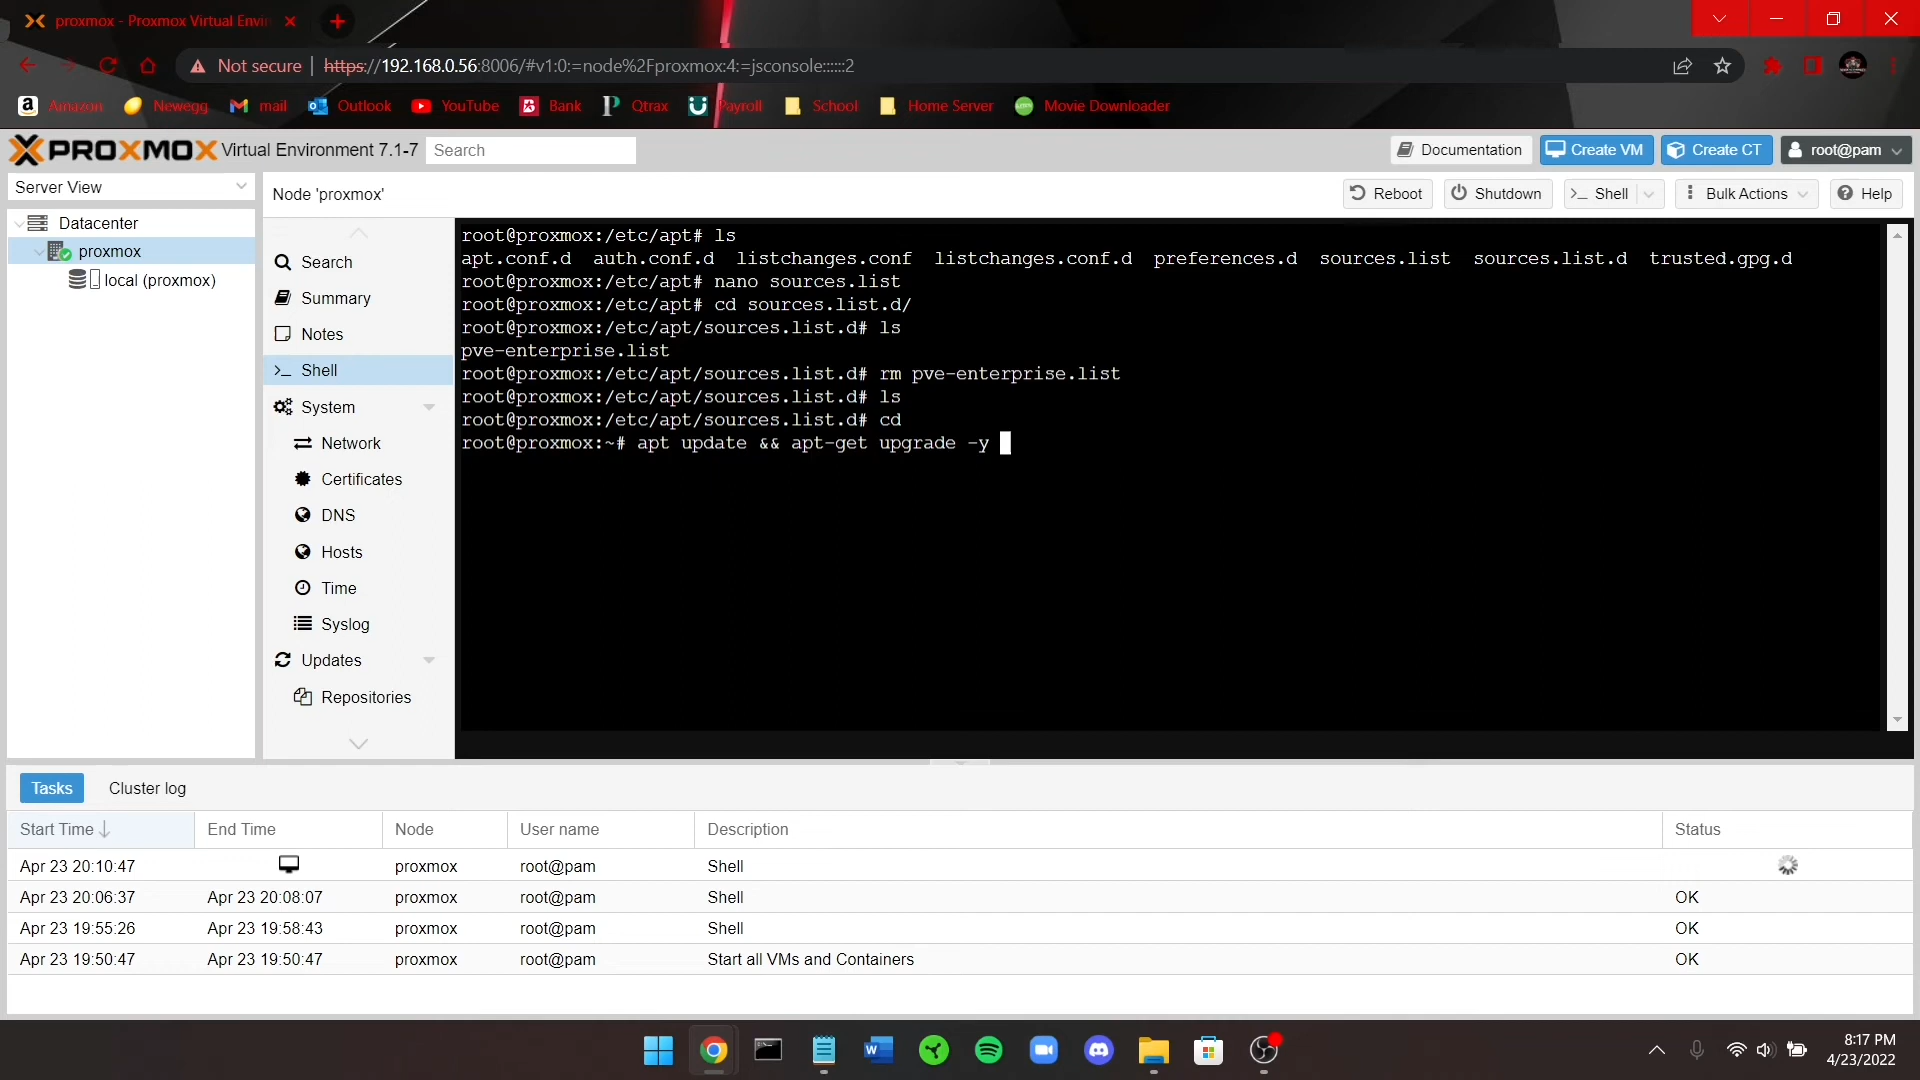 proxmox - Proxmox Virtual Envir
Not secure | https://192.168.0.56:8006/#v1:0:=node%2Fproxmox:4:=jsconsole::::::2
Amazon Newegg mail Outlook YouTube Bank Qtrax Payroll School Home Server Movie Downloader
PROXMOX Virtual Environment 7.1-7 Search Documentation Create VM Create CT root@pam
Server View
Node 'proxmox' Reboot Shutdown >_ Shell Bulk Actions Help
Datacenter
proxmox
local (proxmox)
Search
Summary
Notes
>_ Shell
System
Network
Certificates
DNS
Hosts
Time
Syslog
Updates
Repositories
root@proxmox:/etc/apt# ls
apt.conf.d auth.conf.d listchanges.conf listchanges.conf.d preferences.d sources.list sources.list.d trusted.gpg.d
root@proxmox:/etc/apt# nano sources.list
root@proxmox:/etc/apt# cd sources.list.d/
root@proxmox:/etc/apt/sources.list.d# ls
pve-enterprise.list
root@proxmox:/etc/apt/sources.list.d# rm pve-enterprise.list
root@proxmox:/etc/apt/sources.list.d# ls
root@proxmox:/etc/apt/sources.list.d# cd
root@proxmox:~# apt update && apt-get upgrade -y
Tasks Cluster log
Start Time End Time Node User name Description Status
Apr 23 20:10:47 proxmox root@pam Shell
Apr 23 20:06:37 Apr 23 20:08:07 proxmox root@pam Shell OK
Apr 23 19:55:26 Apr 23 19:58:43 proxmox root@pam Shell OK
Apr 23 19:50:47 Apr 23 19:50:47 proxmox root@pam Start all VMs and Containers OK
8:17 PM
4/23/2022